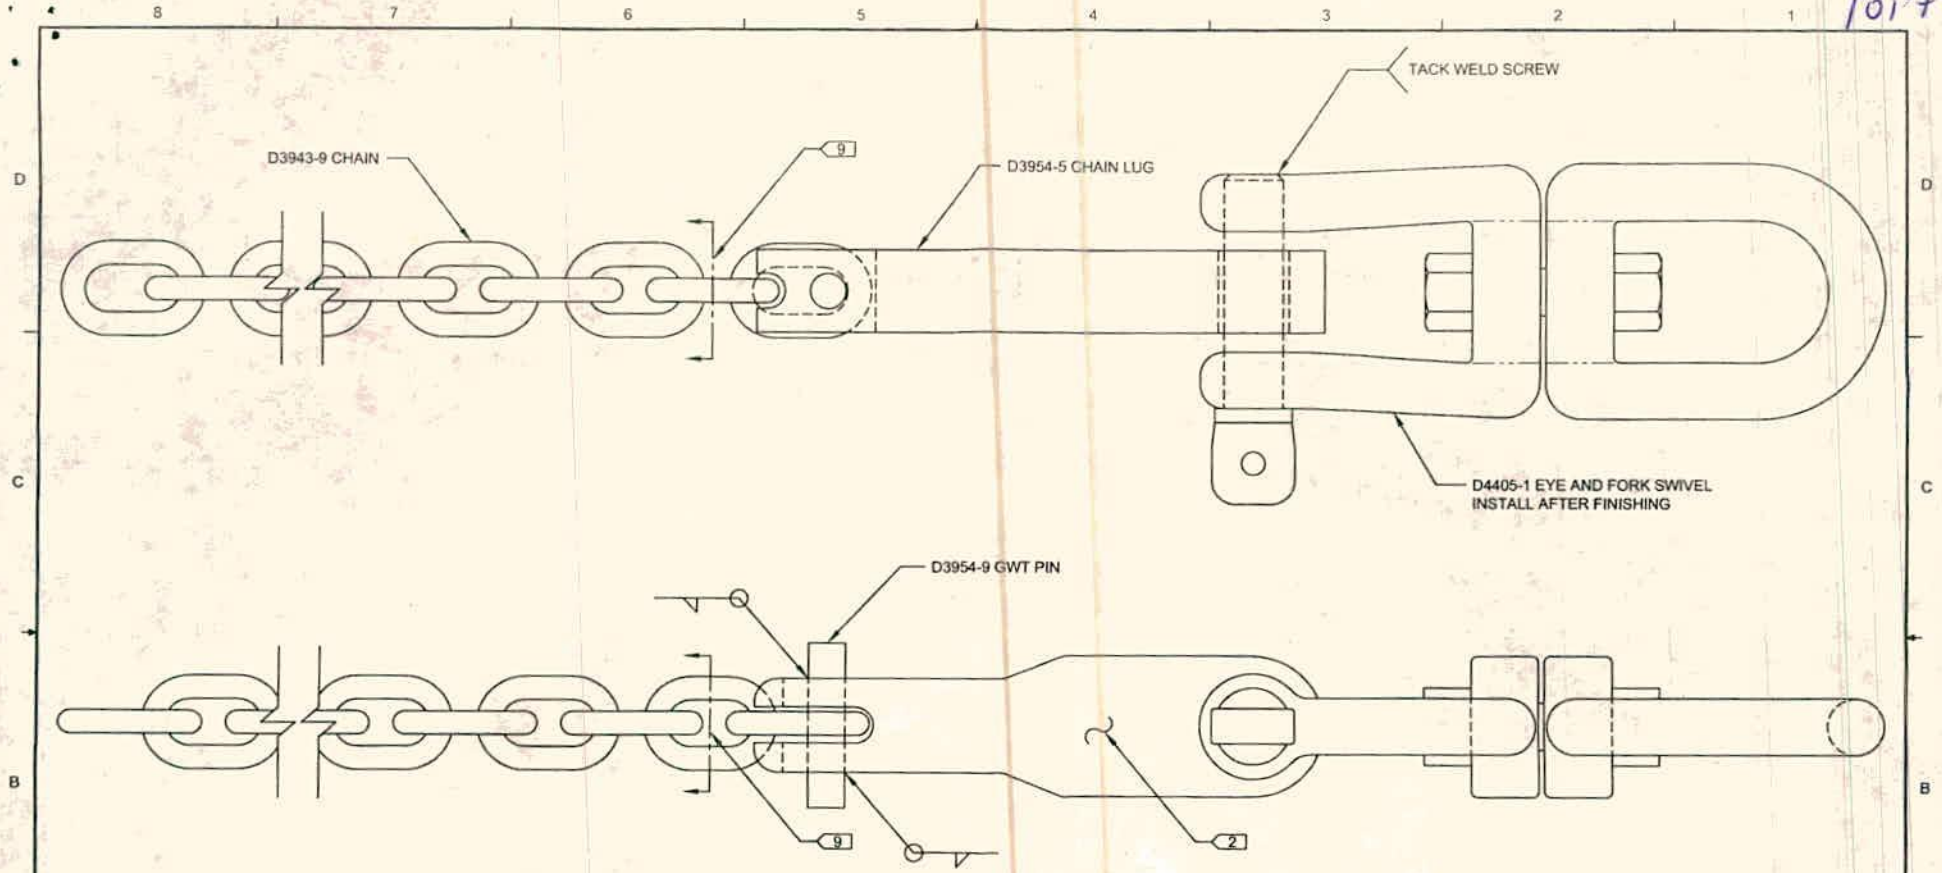 8 7 6 5 4 3 2 1
TACK WELD SCREW
D3943-9 CHAIN
9
D3954-5 CHAIN LUG
D D
C C
D4405-1 EYE AND FORK SWIVEL
INSTALL AFTER FINISHING
D3954-9 GWT PIN
B B
9
2